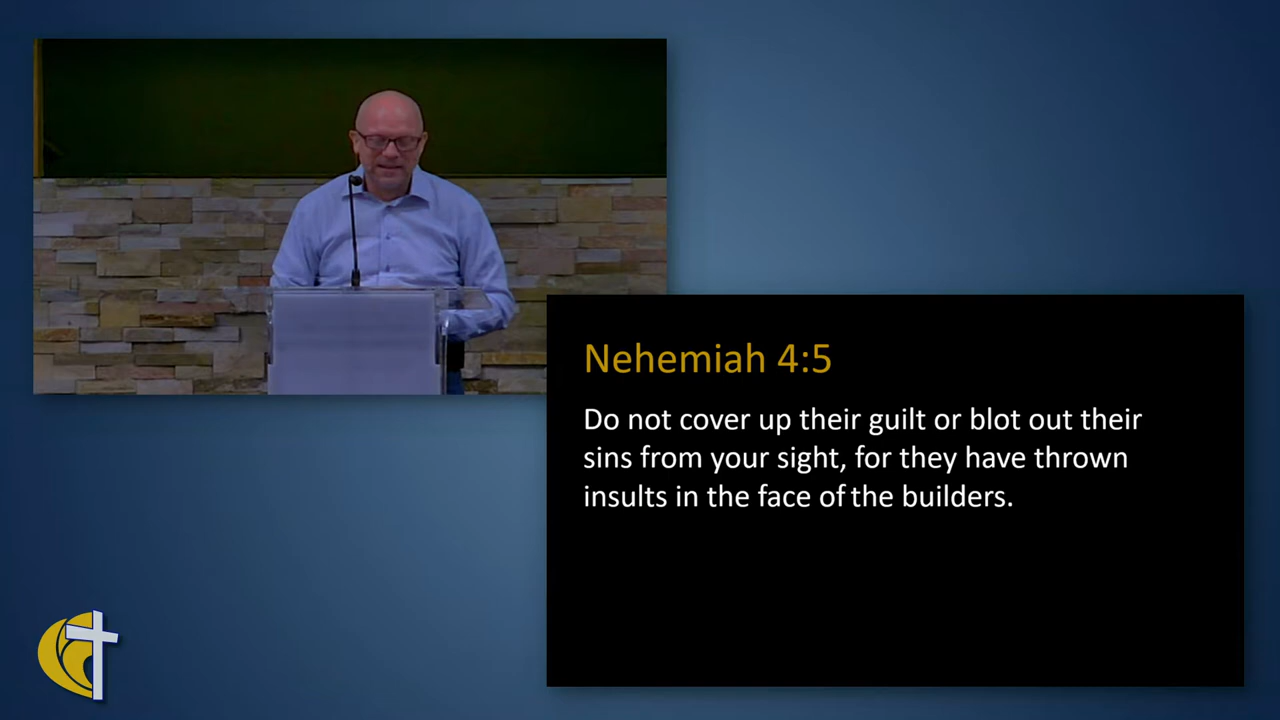 Nehemiah 4:5
Do not cover up their guilt or blot out their
sins from your sight, for they have thrown
insults in the face of the builders.